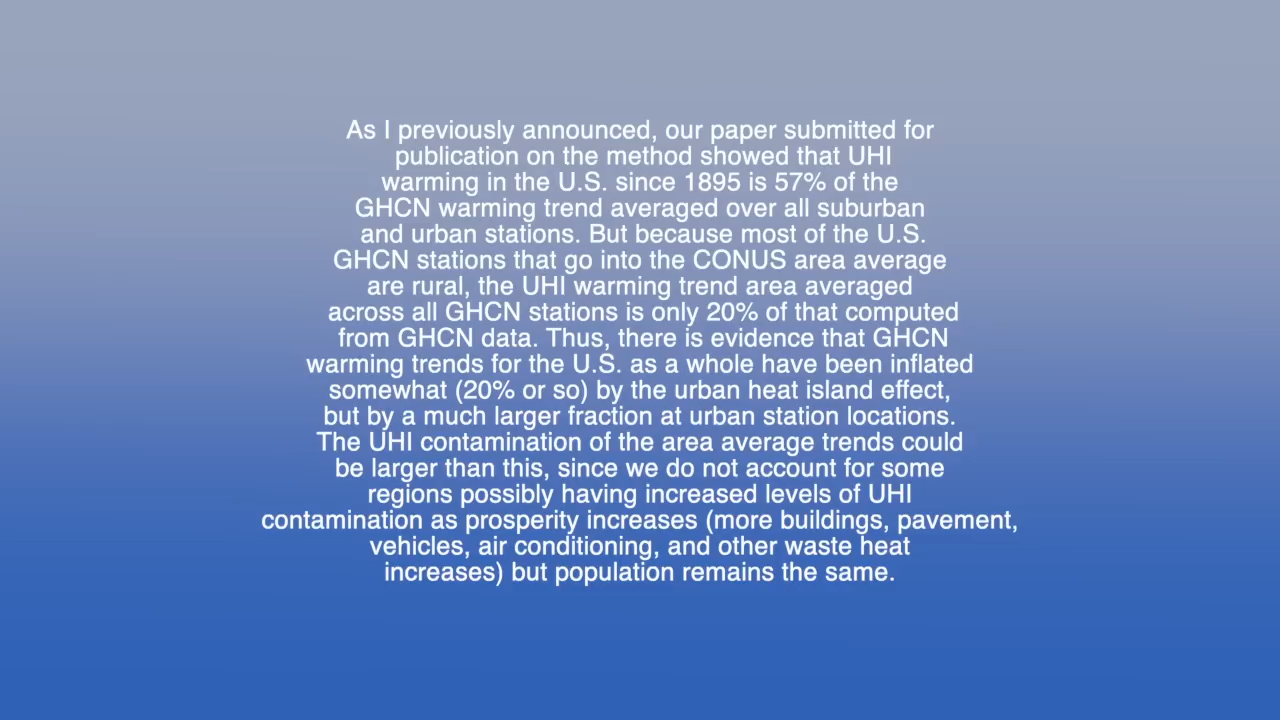 As I previously announced, our paper submitted for
publication on the method showed that UHI
warming in the U.S. since 1895 is 57% of the
GHCN warming trend averaged over all suburban
and urban stations. But because most of the U.S.
GHCN stations that go into the CONUS area average
are rural, the UHI warming trend area averaged
across all GHCN stations is only 20% of that computed
from GHCN data. Thus, there is evidence that GHCN
warming trends for the U.S. as a whole have been inflated
somewhat (20% or so) by the urban heat island effect,
but by a much larger fraction at urban station locations.
The UHI contamination of the area average trends could
be larger than this, since we do not account for some
regions possibly having increased levels of UHI
contamination as prosperity increases (more buildings, pavement,
vehicles, air conditioning, and other waste heat
increases) but population remains the same.